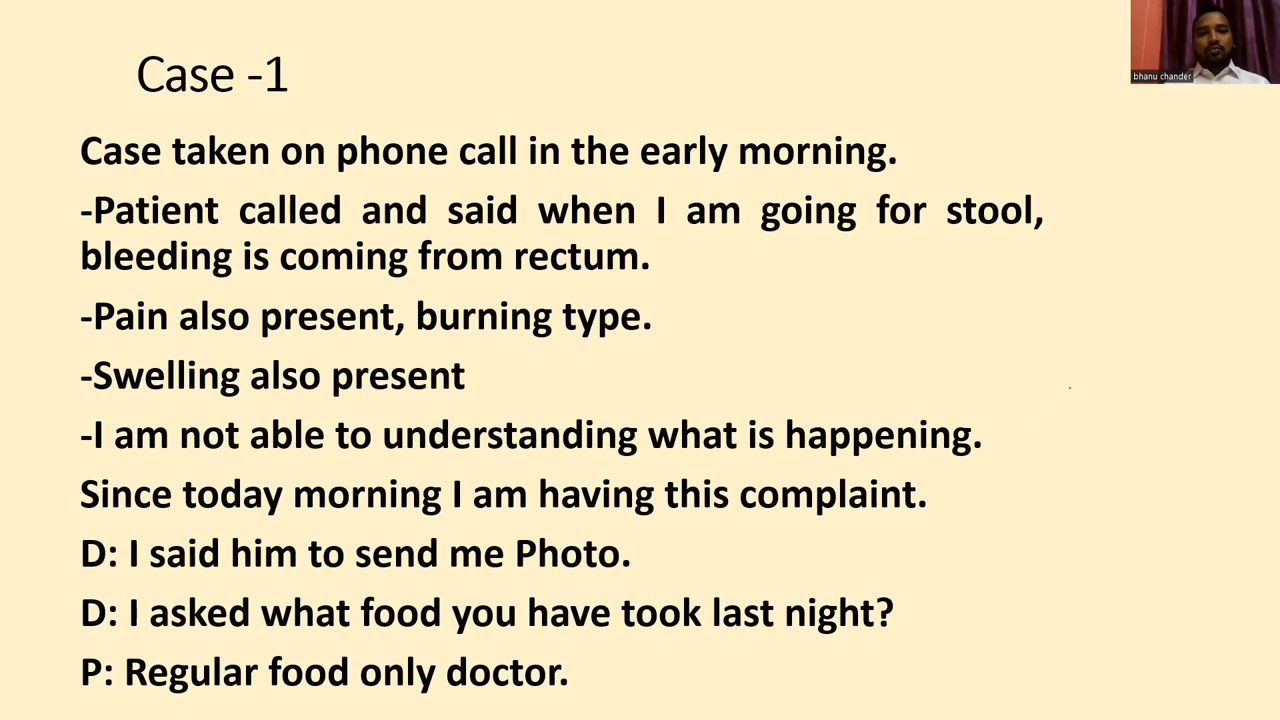 Case -1
bhanu chander
Case taken on phone call in the early morning.
-Patient called and said when I am going for stool,
bleeding is coming from rectum.
-Pain also present, burning type.
-Swelling also present
-I am not able to understanding what is happening.
Since today morning I am having this complaint.
D: I said him to send me Photo.
D: I asked what food you have took last night?
P: Regular food only doctor.